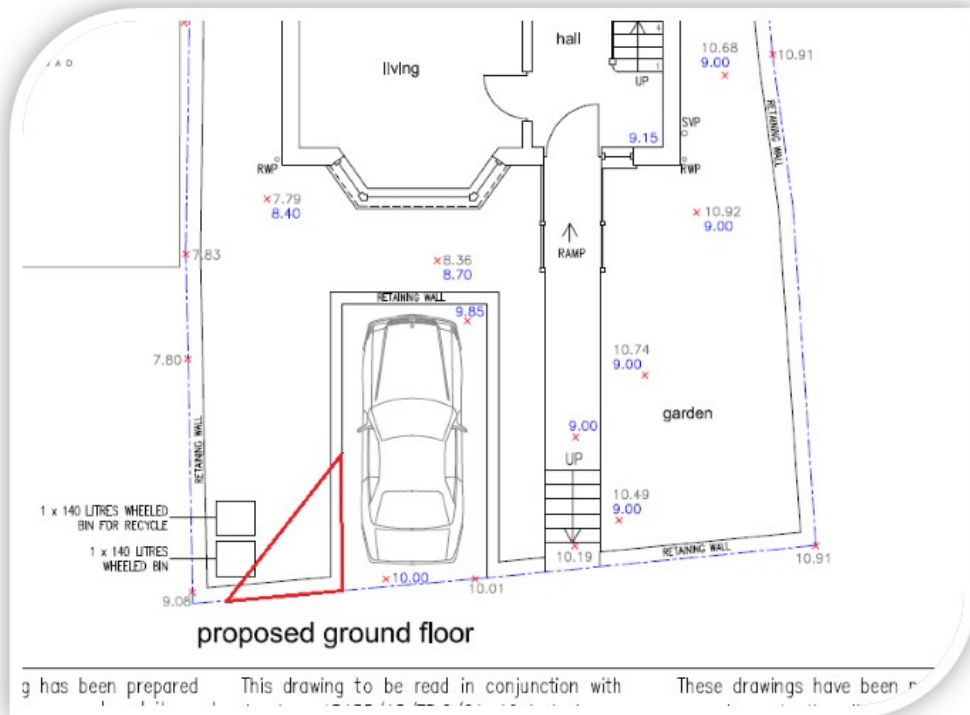 hall
living
4
1
UP
10.68
9.00
10.91
RETAINING WALL
SVP
9.15
RWP
RWP
7.79
8.40
10.92
9.00
7.83
RAMP
8.36
8.70
RETAINING WALL
9.85
7.80
10.74
9.00
garden
9.00
UP
RETAINING WALL
10.49
9.00
1 x 140 LITRES WHEELED
BIN FOR RECYCLE
1 x 140 LITRES
WHEELED BIN
RETAINING WALL
10.19
10.91
10.00
10.01
9.08
proposed ground floor
g has been prepared
This drawing to be read in conjunction with
These drawings have been